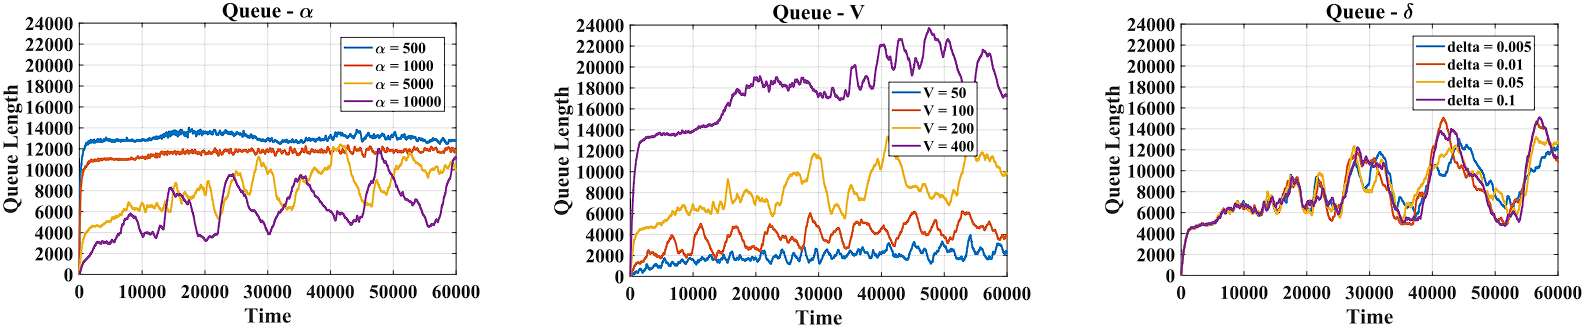 Queue - α
24000
22000
20000
18000
16000
14000
12000
10000
8000
6000
4000
2000
0
Queue Length
α = 500
α = 1000
α = 5000
α = 10000
0 10000 20000 30000 40000 50000 60000
Time
Queue - V
24000
22000
20000
18000
16000
14000
12000
10000
8000
6000
4000
2000
0
Queue Length
V = 50
V = 100
V = 200
V = 400
0 10000 20000 30000 40000 50000 60000
Time
Queue - δ
24000
22000
20000
18000
16000
14000
12000
10000
8000
6000
4000
2000
0
Queue Length
delta = 0.005
delta = 0.01
delta = 0.05
delta = 0.1
0 10000 20000 30000 40000 50000 60000
Time